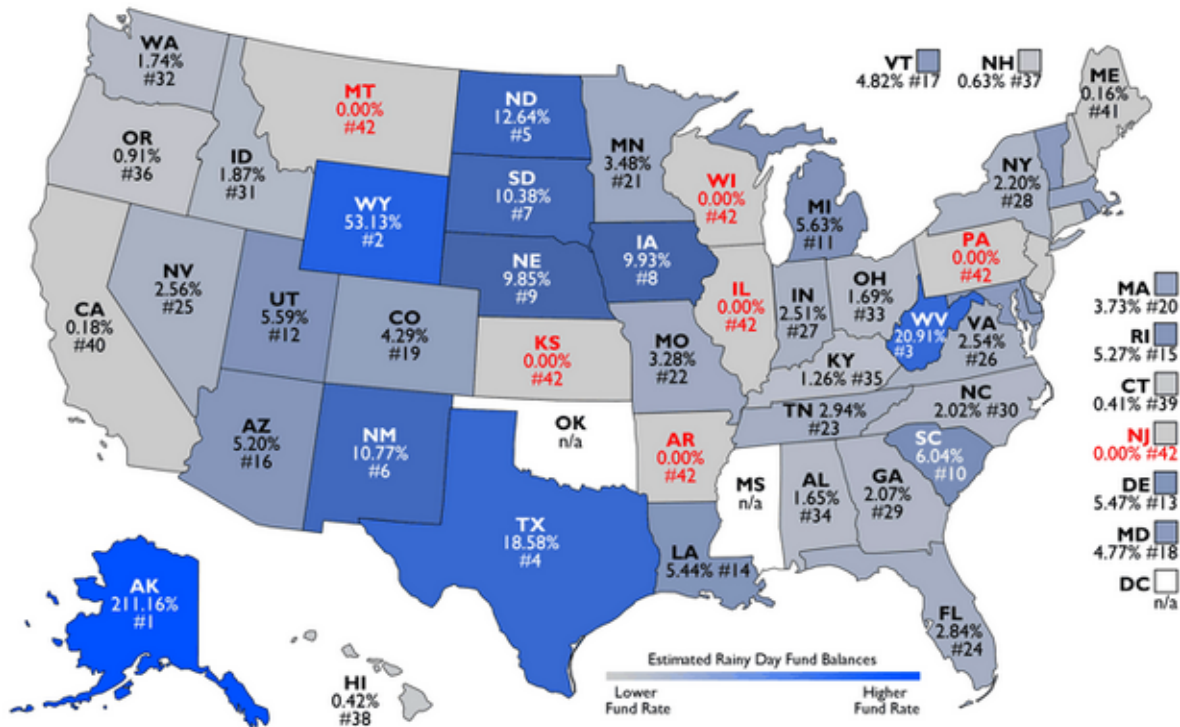 WA
1.74%
#32
MT
0.00%
#42
ND
12.64%
#5
VT
4.82% #17
NH
0.63% #37
ME
0.16%
#41
OR
0.91%
#36
ID
1.87%
#31
MN
3.48%
#21
WI
0.00%
#42
NY
2.20%
#28
WY
53.13%
#2
SD
10.38%
#7
MI
5.63%
#11
PA
0.00%
#42
NE
9.85%
#9
IA
9.93%
#8
NV
2.56%
#25
UT
5.59%
#12
CO
4.29%
#19
IL
0.00%
#42
IN
2.51%
#27
OH
1.69%
#33
WV
20.91%
#3
VA
2.54%
#26
MA
3.73% #20
CA
0.18%
#40
KS
0.00%
#42
MO
3.28%
#22
KY
1.26% #35
RI
5.27% #15
NC
2.02% #30
CT
0.41% #39
AZ
5.20%
#16
NM
10.77%
#6
OK
n/a
AR
0.00%
#42
TN 2.94%
#23
SC
6.04%
#10
NJ
0.00% #42
MS
n/a
AL
1.65%
#34
GA
2.07%
#29
DE
5.47% #13
TX
18.58%
#4
LA
5.44% #14
MD
4.77% #18
DC
n/a
AK
211.16%
#1
FL
2.84%
#24
HI
0.42%
#38
Estimated Rainy Day Fund Balances
Lower
Fund Rate
Higher
Fund Rate